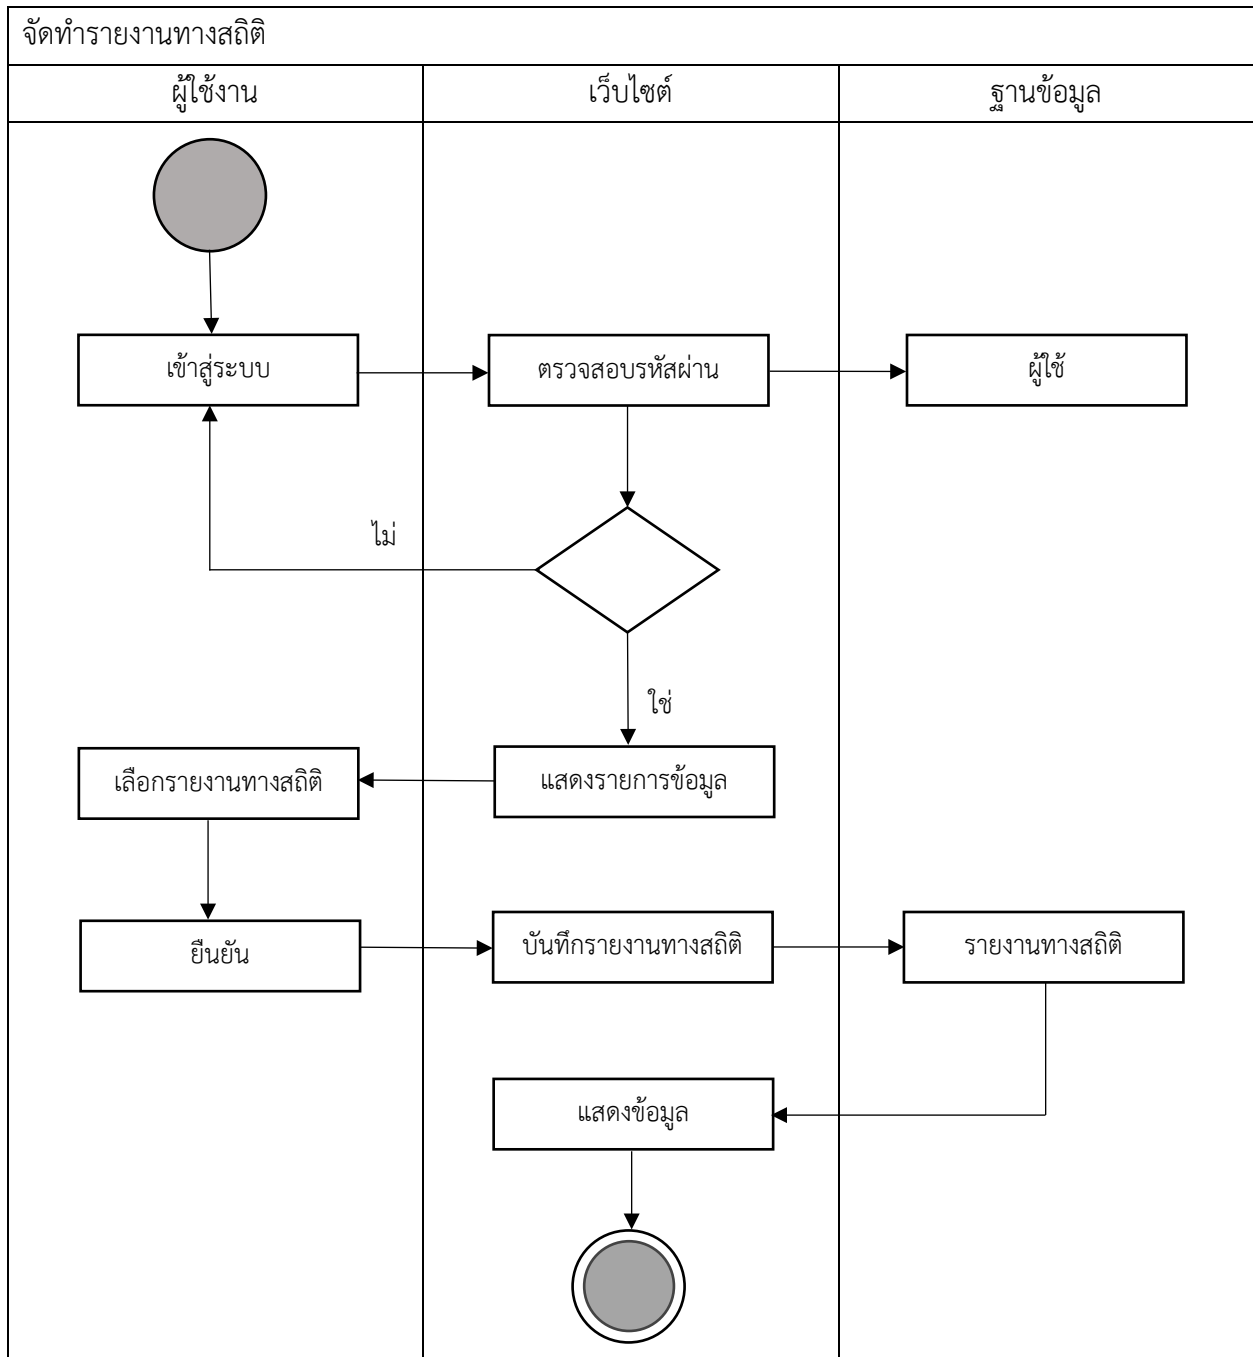 จัดทำรายงานทางสถิติ
ผู้ใช้งาน
เว็บไซต์
ฐานข้อมูล
เข้าสู่ระบบ
ตรวจสอบรหัสผ่าน
ผู้ใช้
ไม่
ใช่
เลือกรายงานทางสถิติ
แสดงรายการข้อมูล
ยืนยัน
บันทึกรายงานทางสถิติ
รายงานทางสถิติ
แสดงข้อมูล